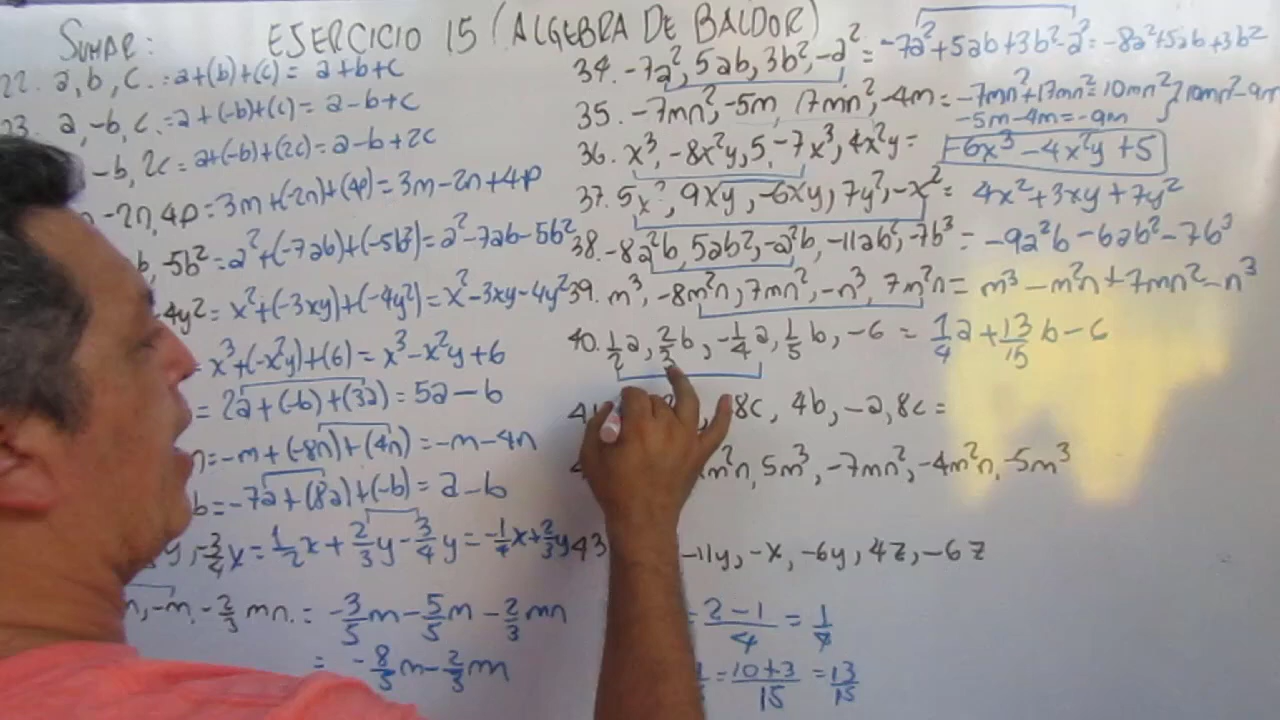 SUMAR: EJERCICIO 15 (ALGEBRA DE BALDOR)
22. a, b, c. = a+(b)+(c) = a+b+c
23. a, -b, c. = a+(-b)+(c) = a-b+c
-b, 2c = a+(-b)+(2c) = a-b+2c
-2n, 4p = 3m+(-2n)+(4p) = 3m-2n+4p
b, -5b² = a²+(-7ab)+(-5b²) = a²-7ab-5b²
-4y² = x²+(-3xy)+(-4y²) = x²-3xy-4y²
= x³+(-x²y)+(6) = x³-x²y+6
= 2a+(-b)+(3a) = 5a-b
n = -m+(-8n)+(4n) = -m-4n
b = -7a+(8a)+(-b) = a-b
y, -3/4 x = 1/2 x + 2/3 y - 3/4 y = -1/4 x + 2/3 y
, -m, -2/3 mn. = -3/5 m - 5/5 m - 2/3 mn
= -8/5 m - 2/3 m
34. -7a², 5ab, 3b², -a² = -7a²+5ab+3b²-a² = -8a²+5ab+3b²
35. -7mn², -5m, 17mn², -4m = -7mn²+17mn² = 10mn² } 10mn²-9m
-5m-4m = -9m
36. x³, -8x²y, 5, -7x³, 4x²y = -6x³-4x²y+5
37. 5x², 9xy, -6xy, 7y², -x² = 4x²+3xy+7y²
38. -8a²b, 5ab², -a²b, -11ab², -7b³ = -9a²b-6ab²-7b³
39. m³, -8m²n, 7mn², -n³, 7m²n = m³-m²n+7mn²-n³
40. 1/2 a, 2/3 b, -1/4 a, 1/5 b, -6 = 1/4 a + 13/15 b - 6
8c, 4b, -a, 8c =
m²n, 5m³, -7mn², -4m²n, -5m³
43 -11y, -x, -6y, 4z, -6z
2-1/4 = 1/4
= 10+3/15 = 13/15